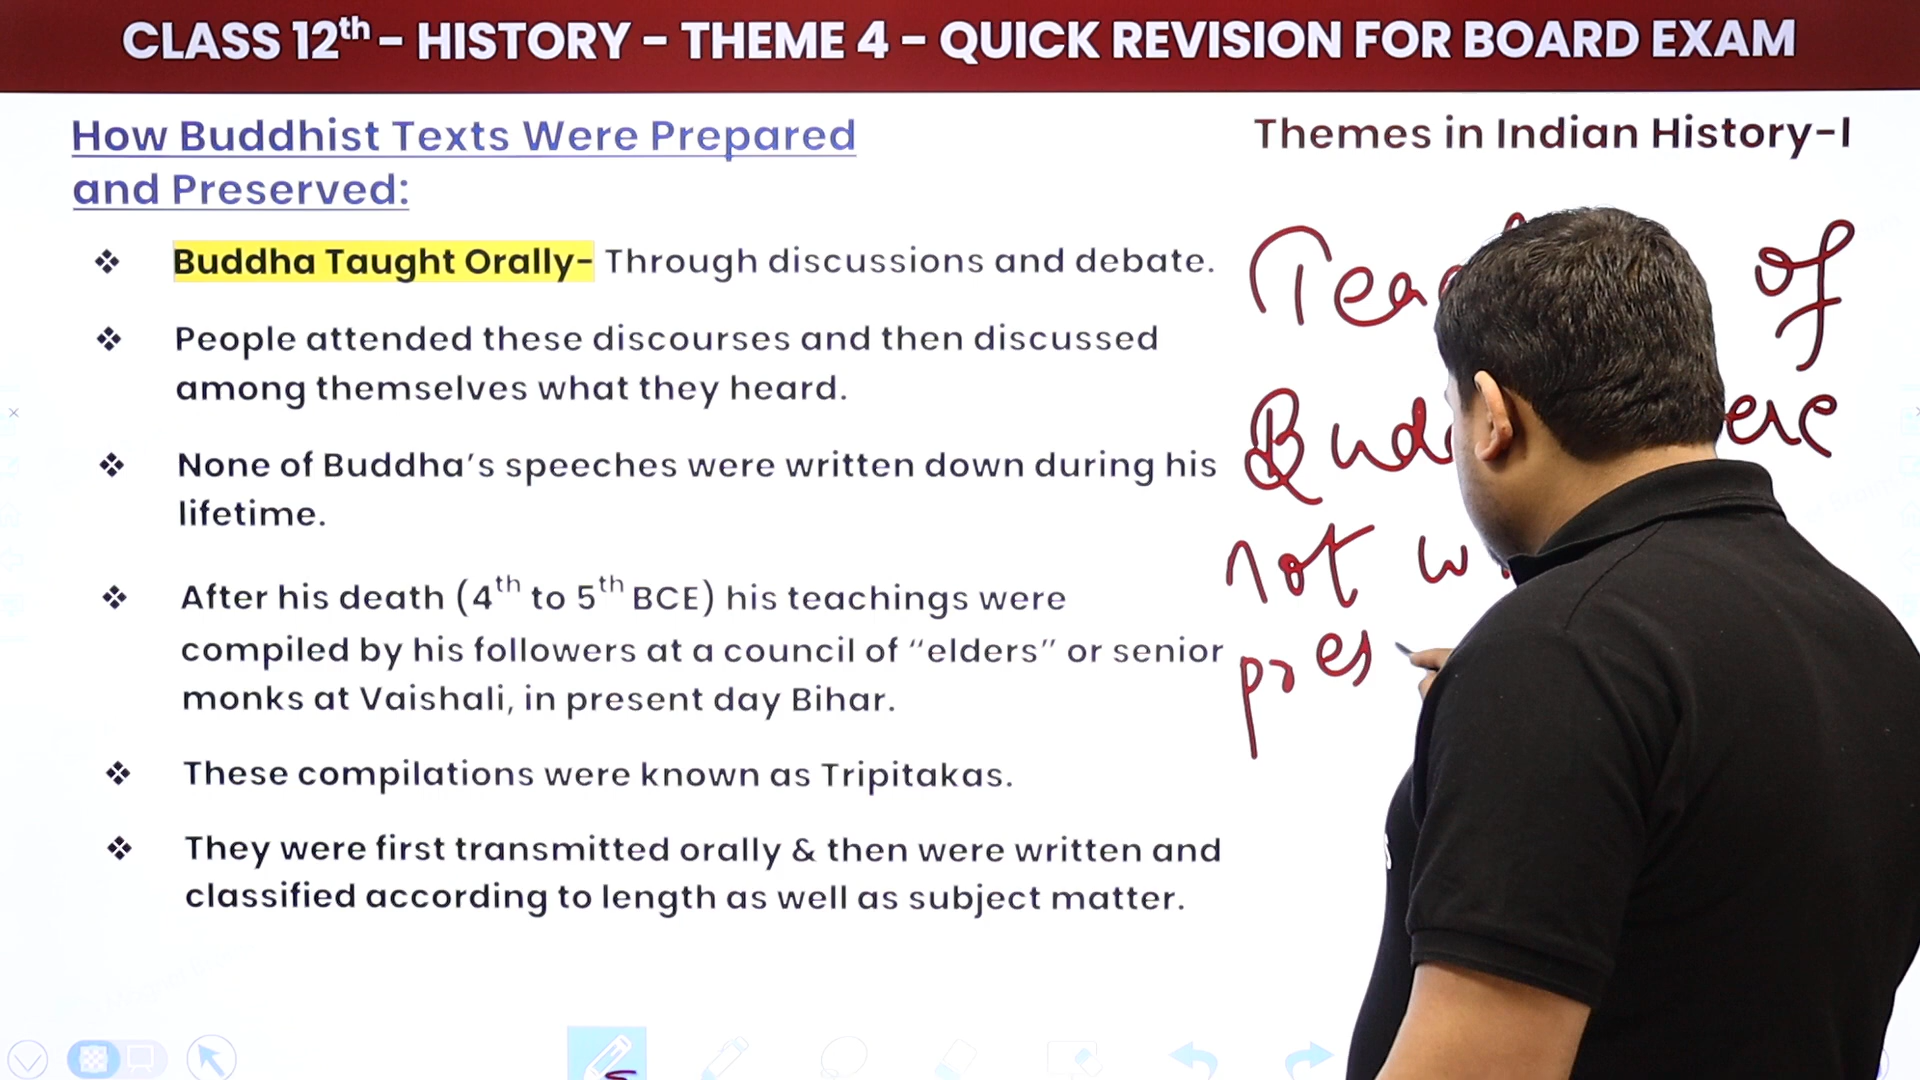 CLASS 12th - HISTORY - THEME 4 - QUICK REVISION FOR BOARD EXAM
How Buddhist Texts Were Prepared
and Preserved:
Themes in Indian History-I
❖ Buddha Taught Orally- Through discussions and debate.
❖ People attended these discourses and then discussed
among themselves what they heard.
❖ None of Buddha's speeches were written down during his
lifetime.
❖ After his death (4th to 5th BCE) his teachings were
compiled by his followers at a council of "elders" or senior
monks at Vaishali, in present day Bihar.
❖ These compilations were known as Tripitakas.
❖ They were first transmitted orally & then were written and
classified according to length as well as subject matter.
of
not
pres